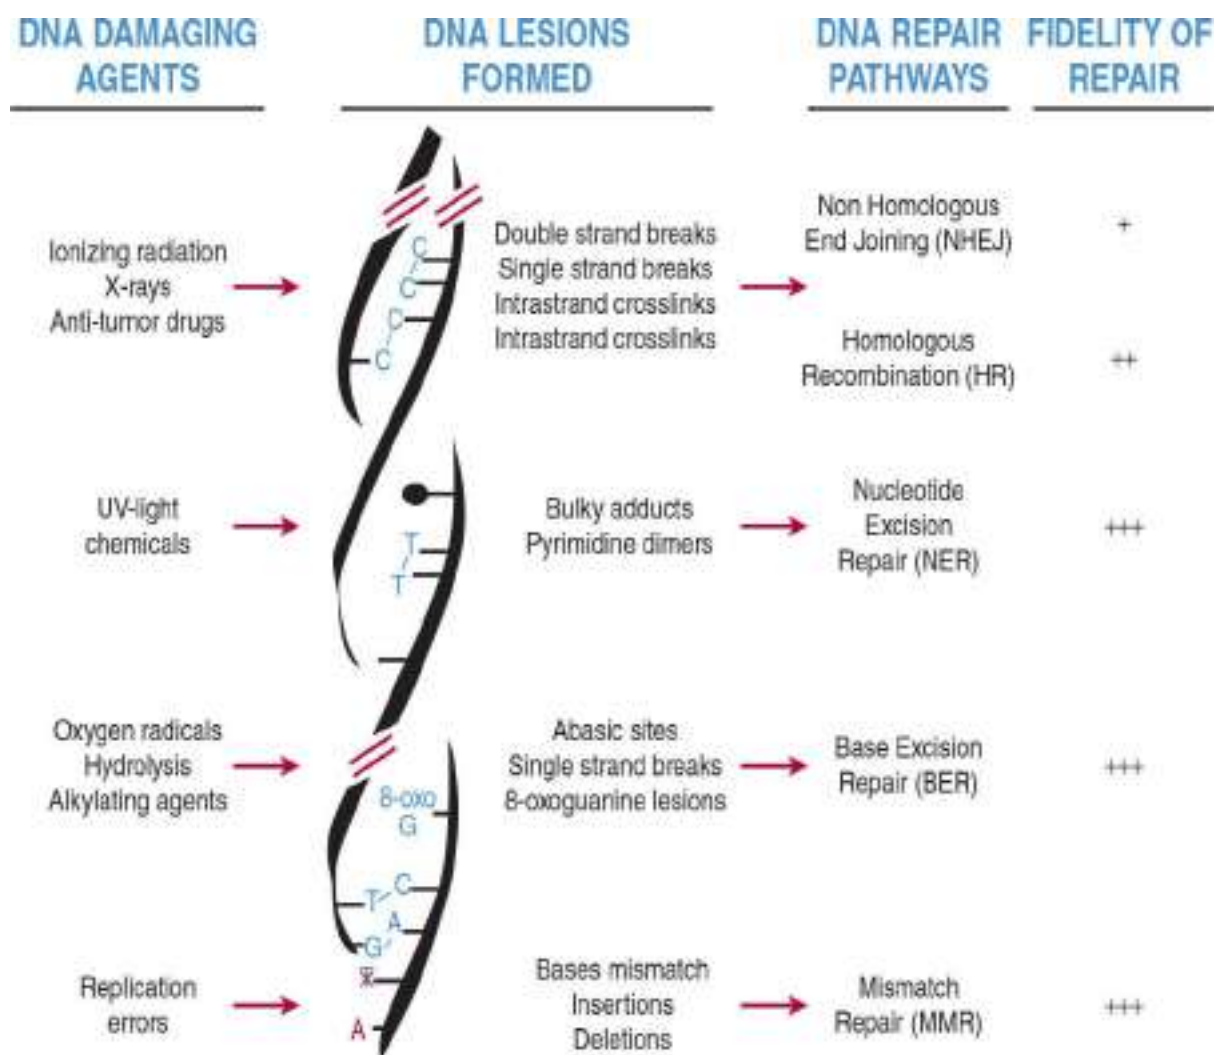 DNA DAMAGING
AGENTS
DNA LESIONS
FORMED
DNA REPAIR
PATHWAYS
FIDELITY OF
REPAIR
Ionizing radiation
X-rays
Anti-tumor drugs
C
C
C
Double strand breaks
Single strand breaks
Intrastrand crosslinks
Intrastrand crosslinks
Non Homologous
End Joining (NHEJ)
+
Homologous
Recombination (HR)
++
UV-light
chemicals
T
T
Bulky adducts
Pyrimidine dimers
Nucleotide
Excision
Repair (NER)
+++
Oxygen radicals
Hydrolysis
Alkylating agents
8-oxo
G
T C
A
G
Abasic sites
Single strand breaks
8-oxoguanine lesions
Base Excision
Repair (BER)
+++
Replication
errors
A
Bases mismatch
Insertions
Deletions
Mismatch
Repair (MMR)
+++